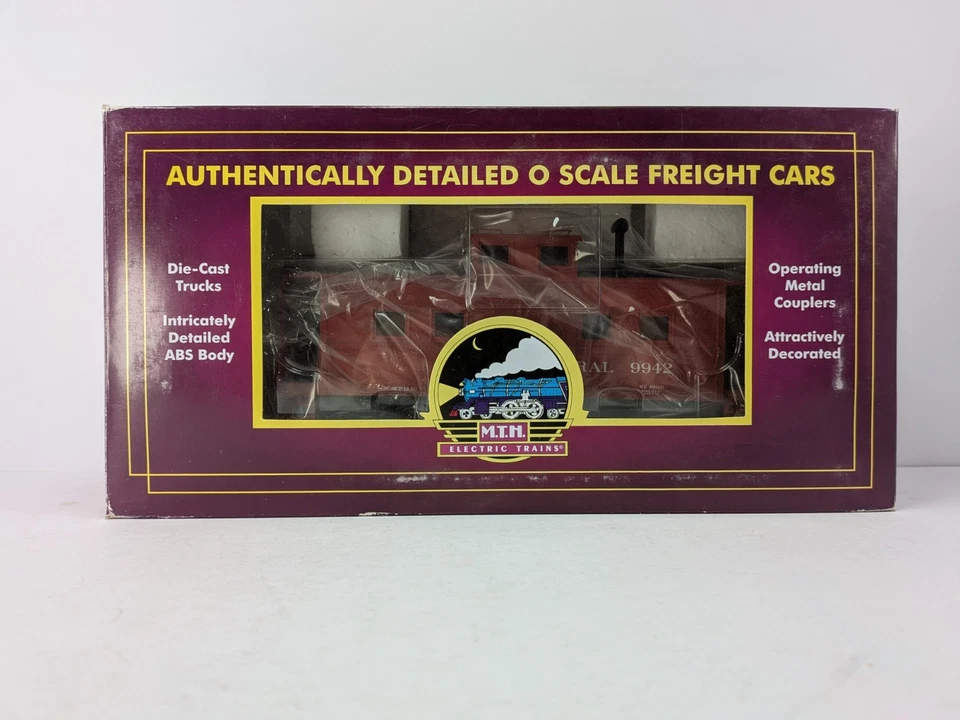 AUTHENTICALLY DETAILED O SCALE FREIGHT CARS
Die-Cast
Trucks
Intricately
Detailed
ABS Body
Operating
Metal
Couplers
Attractively
Decorated
RAL 9942
M.T.H.
ELECTRIC TRAINS®